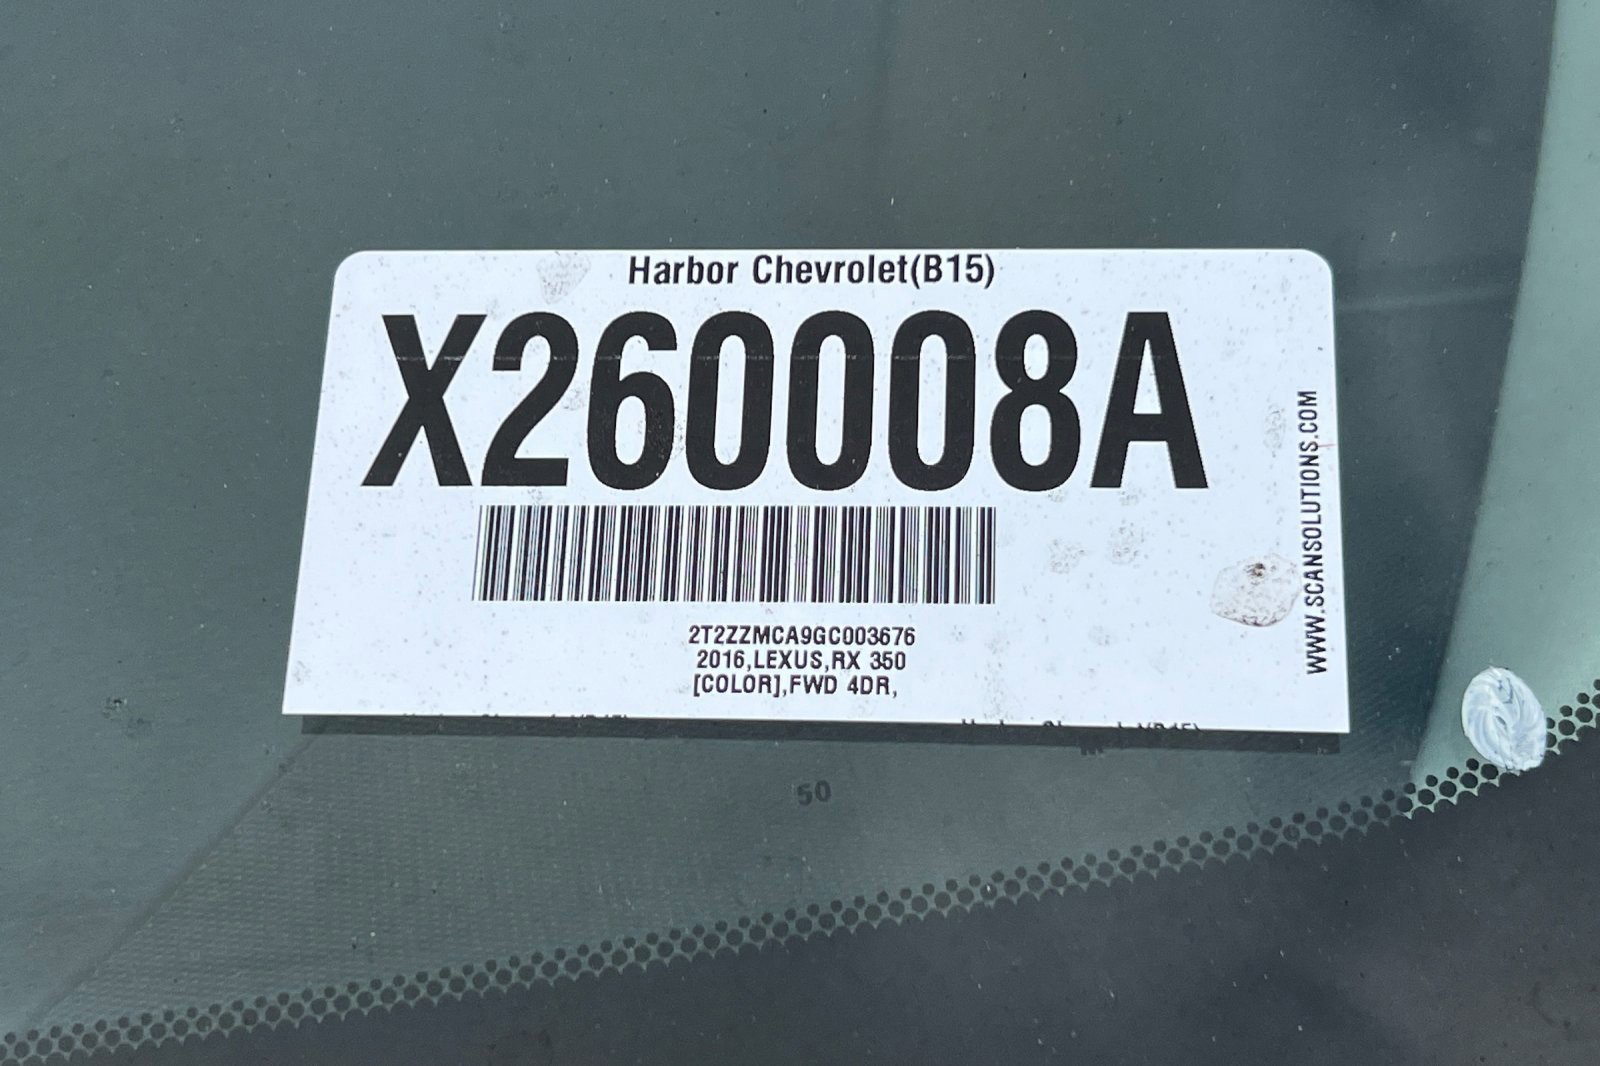 Harbor Chevrolet(B15)
X260008A
2T2ZZMCA9GC003676
2016,LEXUS,RX 350
[COLOR],FWD 4DR,
WWW.SCANSOLUTIONS.COM
50